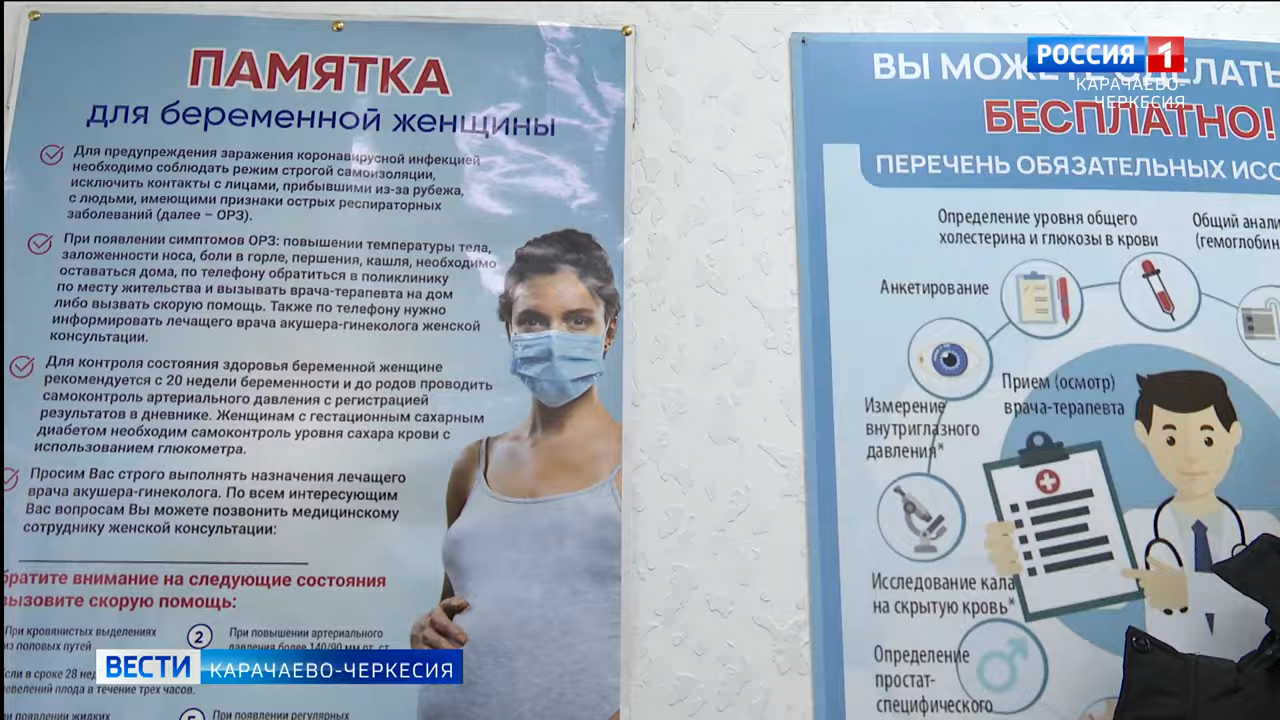 ПАМЯТКА
для беременной женщины
Для предупреждения заражения коронавирусной инфекцией
необходимо соблюдать режим строгой самоизоляции,
исключить контакты с лицами, прибывшими из-за рубежа,
с людьми, имеющими признаки острых респираторных
заболеваний (далее – ОРЗ).
При появлении симптомов ОРЗ: повышении температуры тела,
заложенности носа, боли в горле, першения, кашля, необходимо
оставаться дома, по телефону обратиться в поликлинику
по месту жительства и вызывать врача-терапевта на дом
либо вызвать скорую помощь. Также по телефону нужно
информировать лечащего врача акушера-гинеколога женской
консультации.
Для контроля состояния здоровья беременной женщине
рекомендуется с 20 недели беременности и до родов проводить
самоконтроль артериального давления с регистрацией
результатов в дневнике. Женщинам с гестационным сахарным
диабетом необходим самоконтроль уровня сахара крови с
использованием глюкометра.
Просим Вас строго выполнять назначения лечащего
врача акушера-гинеколога. По всем интересующим
Вас вопросам Вы можете позвонить медицинскому
сотруднику женской консультации:
братите внимание на следующие состояния
вызовите скорую помощь:
При кровянистых выделениях
из половых путей
2
При повышении артериального
давления более 140/90 мм рт. ст.
сли в сроке 28 нед
евелений плода в течение трех часов.
ри появлении жидких
5
При появлении регулярных
ВЫ МОЖЕТЕ СДЕЛАТЬ
БЕСПЛАТНО!
ПЕРЕЧЕНЬ ОБЯЗАТЕЛЬНЫХ ИСС
Определение уровня общего
холестерина и глюкозы в крови
Общий анали
(гемоглобин
Анкетирование
Прием (осмотр)
врача-терапевта
Измерение
внутриглазного
давления*
Исследование кала
на скрытую кровь*
Определение
простат-
специфического
РОССИЯ 1
КАРАЧАЕВО-
ЧЕРКЕСИЯ
ВЕСТИ КАРАЧАЕВО-ЧЕРКЕСИЯ